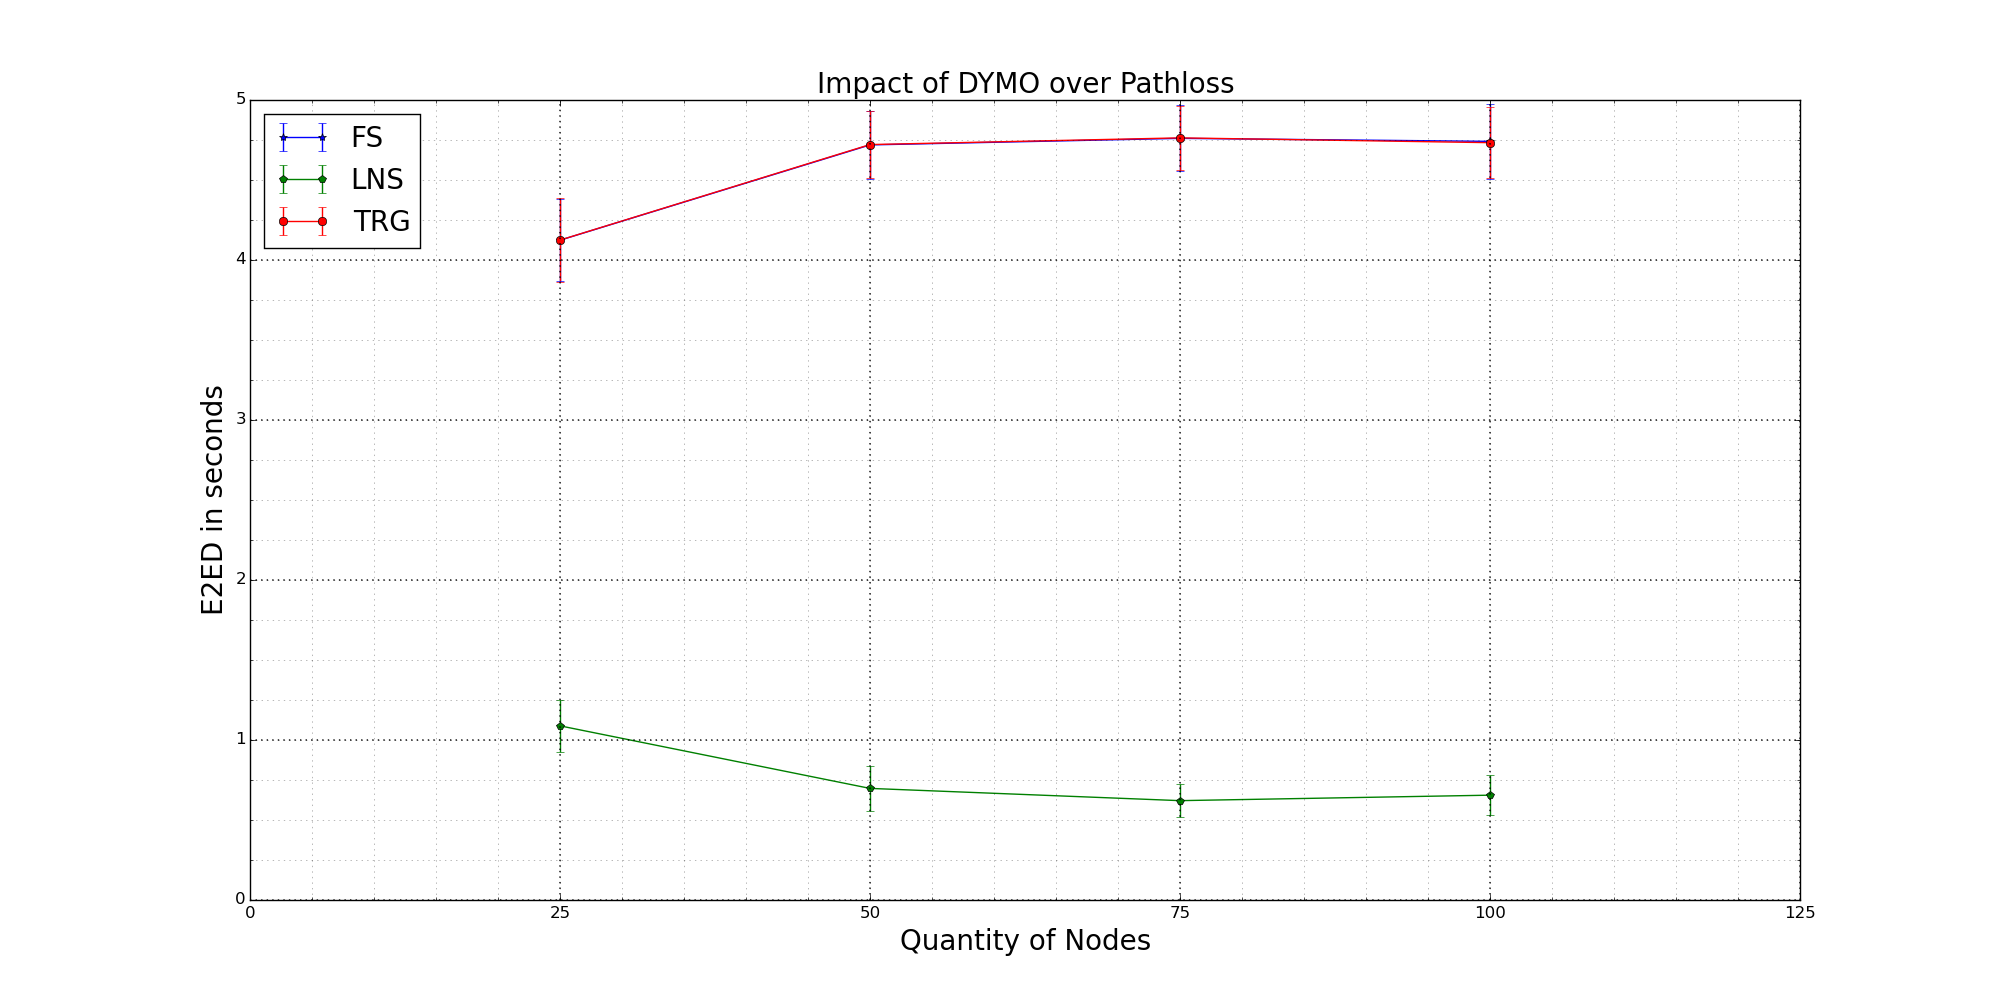 Impact of DYMO over Pathloss
FS
LNS
TRG
E2ED in seconds
5
4
3
2
1
0
0 25 50 75 100 125
Quantity of Nodes